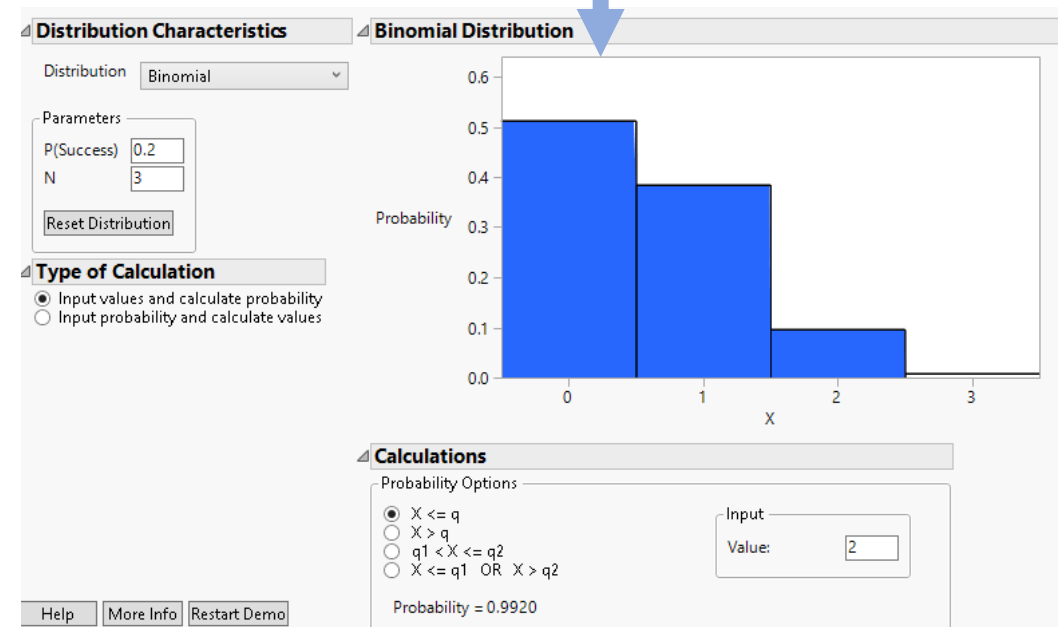 Distribution Characteristics
Distribution Binomial
Parameters
P(Success) 0.2
N 3
Reset Distribution
Type of Calculation
Input values and calculate probability
Input probability and calculate values
Help More Info Restart Demo
Binomial Distribution
0.6
0.5
0.4
Probability
0.3
0.2
0.1
0.0
0 1 2 3
X
Calculations
Probability Options
X <= q
X > q
q1 < X <= q2
X <= q1 OR X > q2
Input
Value: 2
Probability = 0.9920